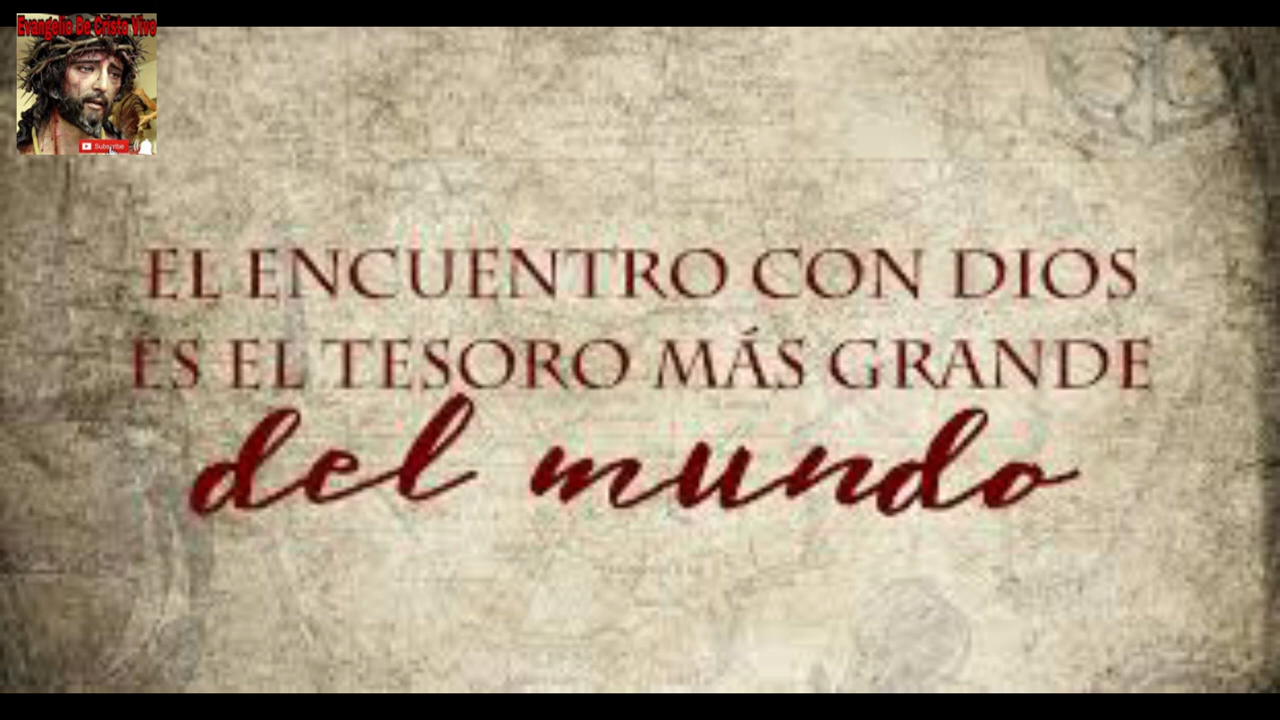 Evangelio De Cristo Vivo
Subscribe
EL ENCUENTRO CON DIOS
ES EL TESORO MÁS GRANDE
del mundo